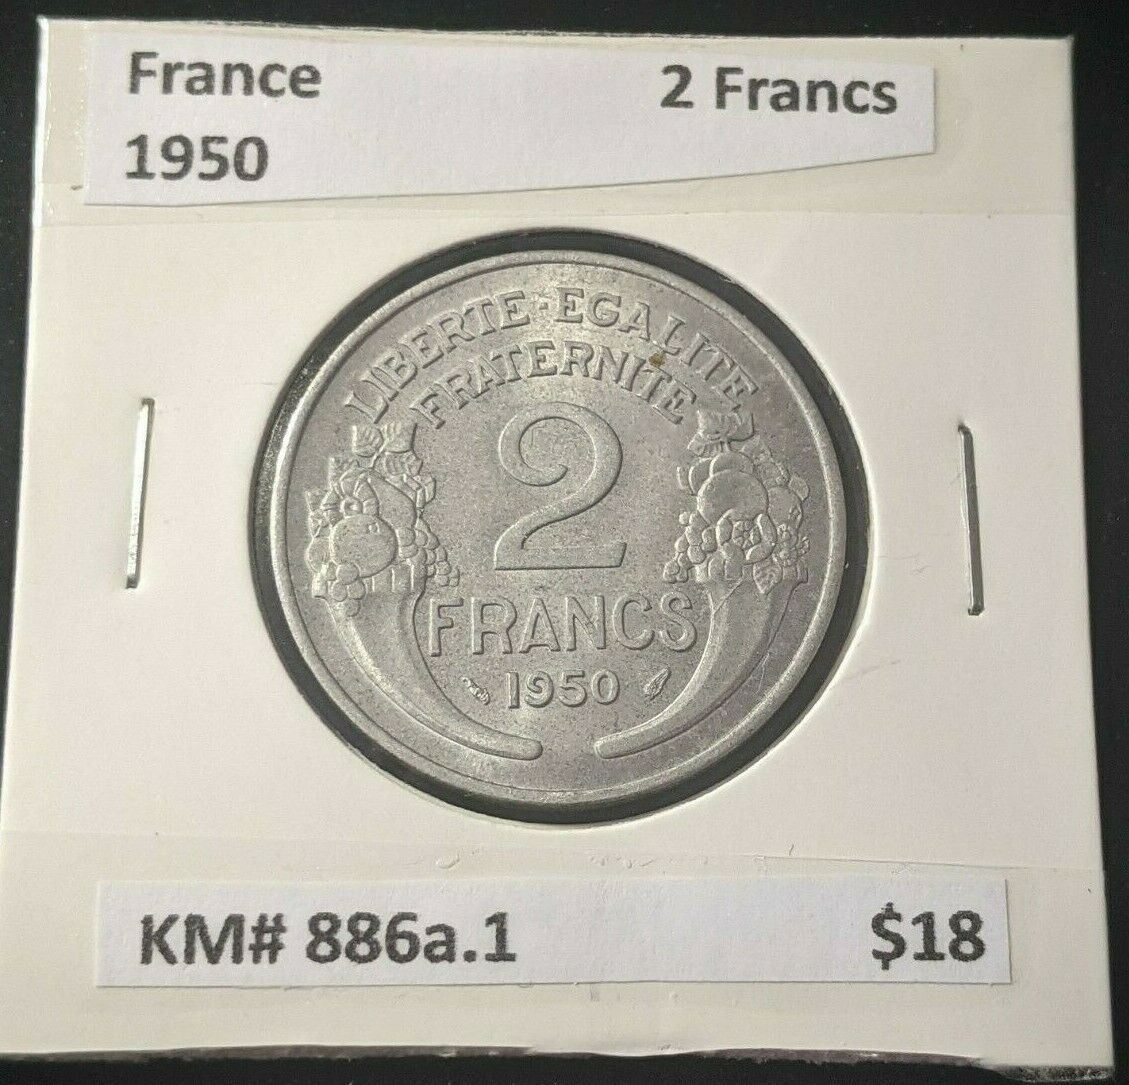 France 2 Francs
1950
LIBERTE-EGALITE
FRATERNITE
2
FRANCS
1950
KM# 886a.1 $18